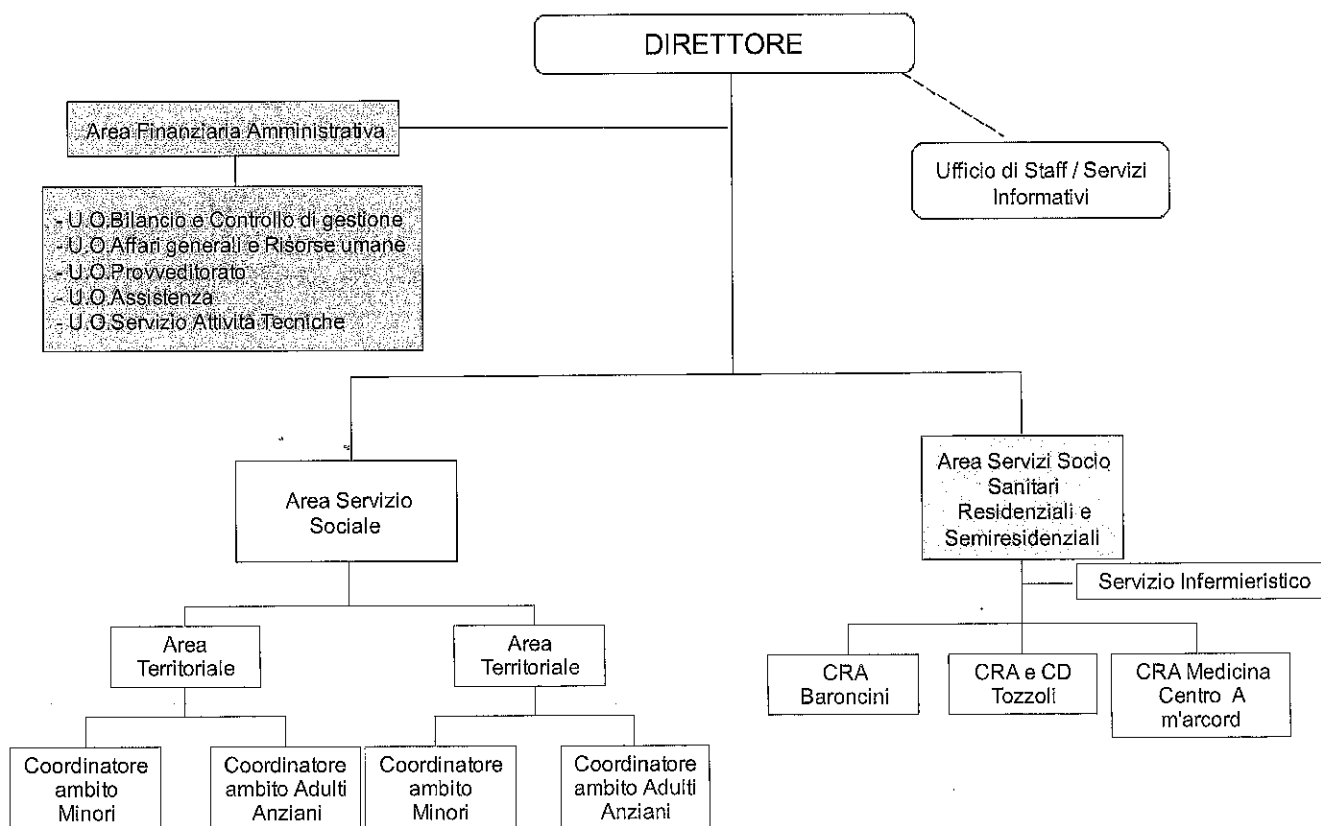 DIRETTORE
Area Finanziaria Amministrativa
Ufficio di Staff / Servizi
Informativi
- U.O.Bilancio e Controllo di gestione
- U.O.Affari generali e Risorse umane
- U.O.Provveditorato
- U.O.Assistenza
- U.O.Servizio Attività Tecniche
Area Servizio
Sociale
Area Servizi Socio
Sanitari
Residenziali e
Semiresidenziali
Servizio Infermieristico
Area
Territoriale
Area
Territoriale
CRA
Baroncini
CRA e CD
Tozzoli
CRA Medicina
Centro A
m'arcord
Coordinatore
ambito
Minori
Coordinatore
ambito Adulti
Anziani
Coordinatore
ambito
Minori
Coordinatore
ambito Adulti
Anziani